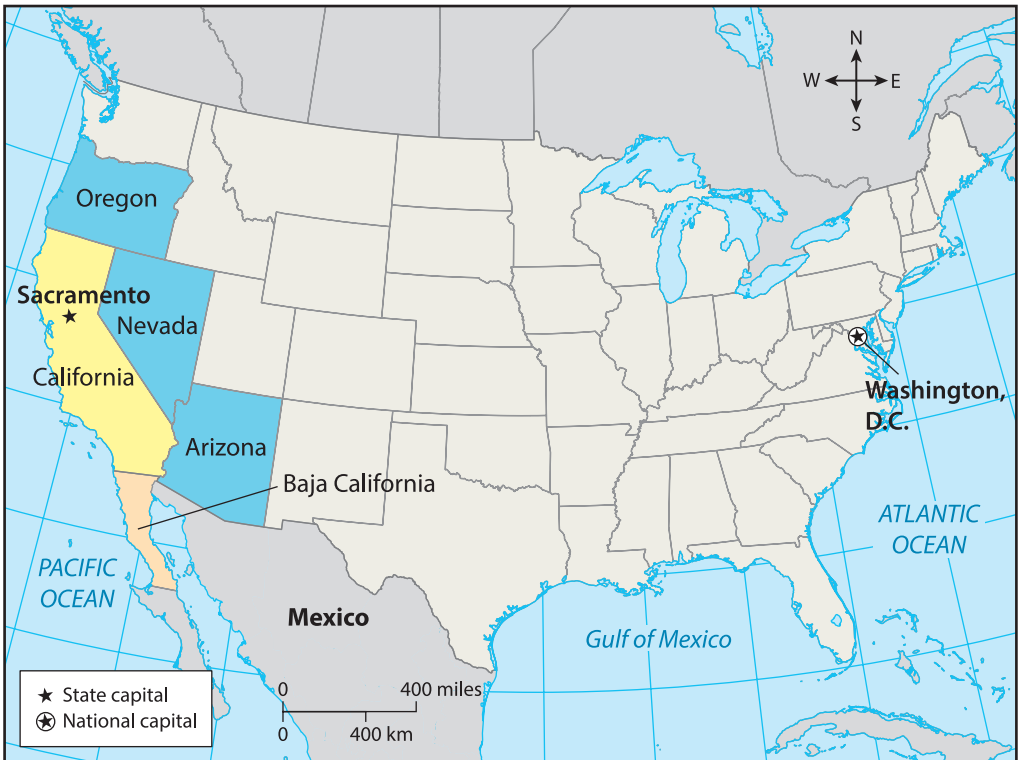 N
W E
S
Oregon
Sacramento
Nevada
California
Washington,
D.C.
Arizona
Baja California
ATLANTIC
OCEAN
PACIFIC
OCEAN
Mexico
Gulf of Mexico
State capital
National capital
0 400 miles
0 400 km